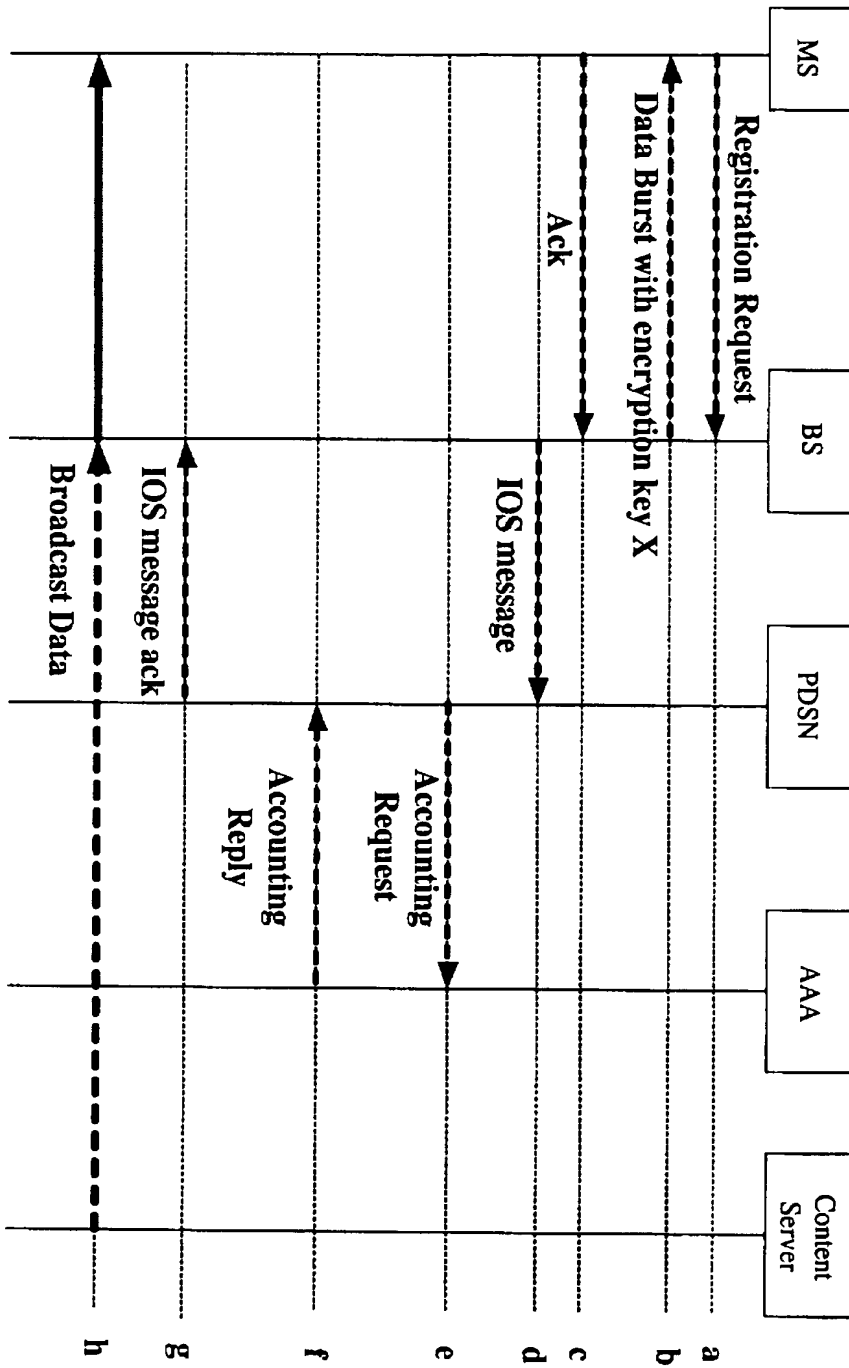 MS
BS
PDSN
AAA
Content
Server
Registration Request
a
Data Burst with encryption key X
b
Ack
c
IOS message
d
Accounting
Request
e
Accounting
Reply
f
IOS message ack
g
Broadcast Data
h